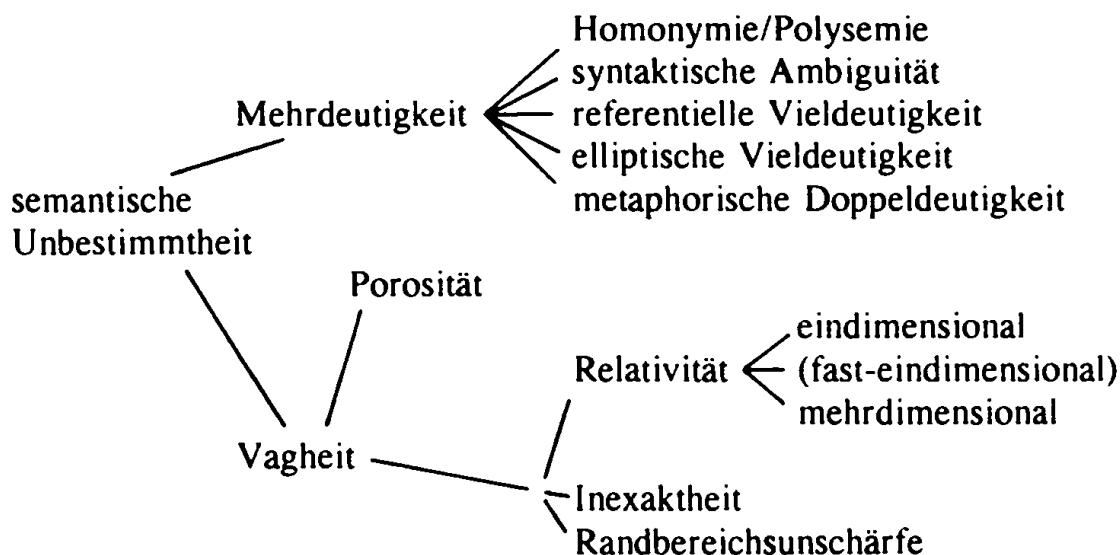 Homonymie/Polysemie
syntaktische Ambiguität
Mehrdeutigkeit
referentielle Vieldeutigkeit
elliptische Vieldeutigkeit
metaphorische Doppeldeutigkeit
semantische
Unbestimmtheit
Porosität
eindimensional
Relativität
(fast-eindimensional)
mehrdimensional
Vagheit
Inexaktheit
Randbereichsunschärfe